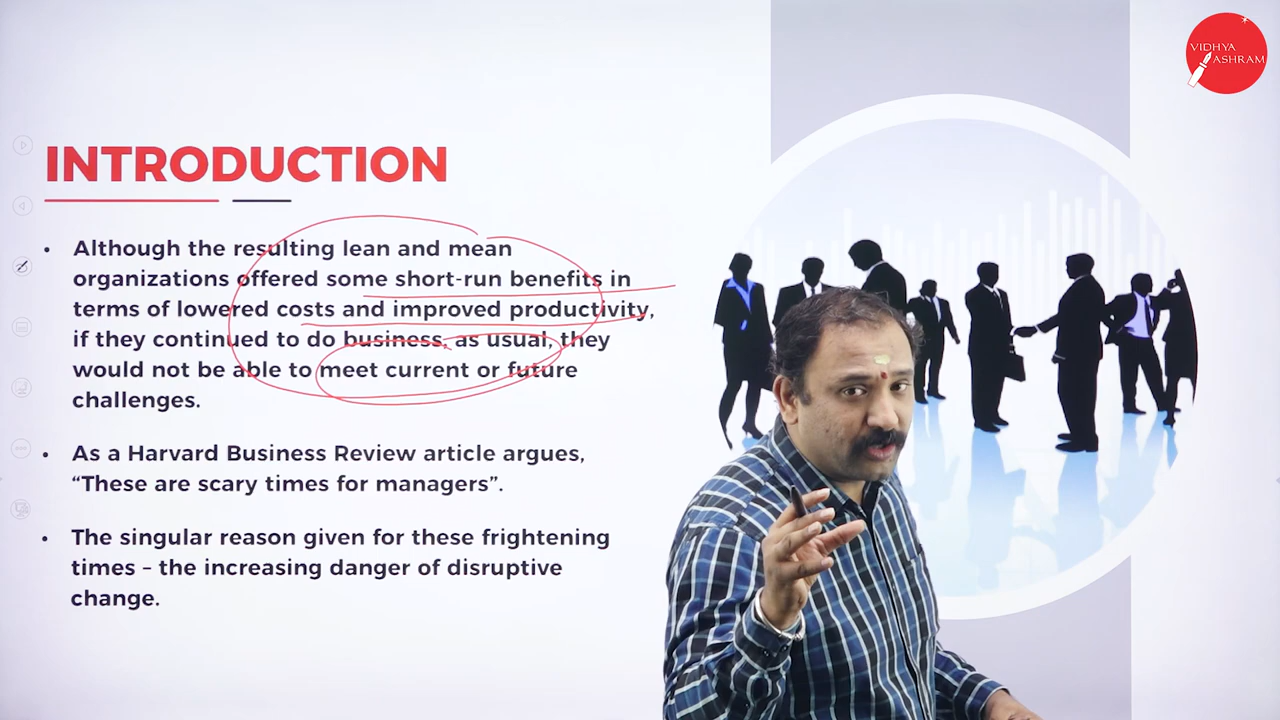 VIDHYA
ASHRAM
INTRODUCTION
• Although the resulting lean and mean
organizations offered some short-run benefits in
terms of lowered costs and improved productivity,
if they continued to do business, as usual, they
would not be able to meet current or future
challenges.
• As a Harvard Business Review article argues,
“These are scary times for managers”.
• The singular reason given for these frightening
times – the increasing danger of disruptive
change.